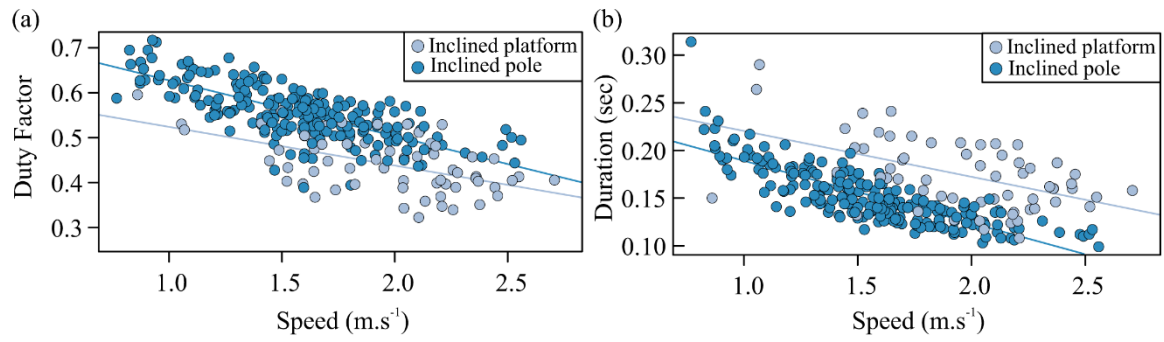 (a)
Duty Factor
0.7
0.6
0.5
0.4
0.3
Inclined platform
Inclined pole
1.0 1.5 2.0 2.5
Speed (m.s⁻¹)
(b)
Duration (sec)
0.30
0.25
0.20
0.15
0.10
Inclined platform
Inclined pole
1.0 1.5 2.0 2.5
Speed (m.s⁻¹)